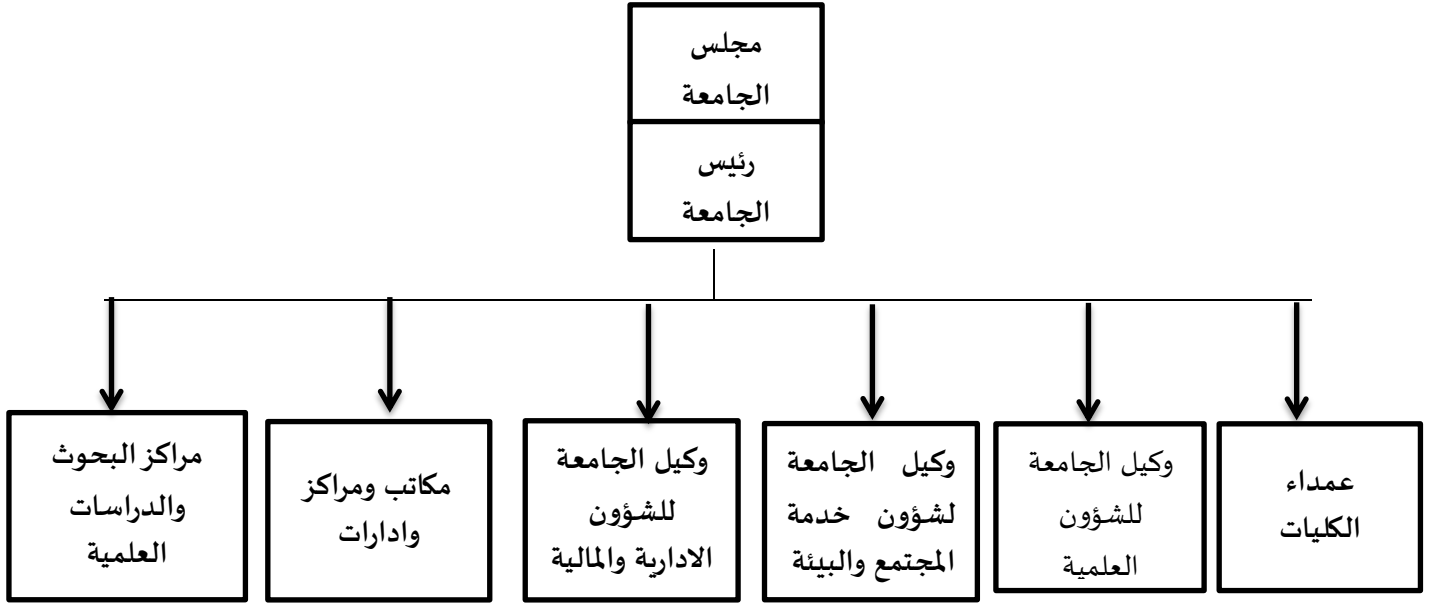 مجلس
الجامعة
رئيس
الجامعة
عمداء
الكليات
وكيل الجامعة
للشؤون
العلمية
وكيل الجامعة
لشؤون خدمة
المجتمع والبيئة
وكيل الجامعة
للشؤون
الادارية والمالية
مكاتب ومراكز
وادارات
مراكز البحوث
والدراسات
العلمية